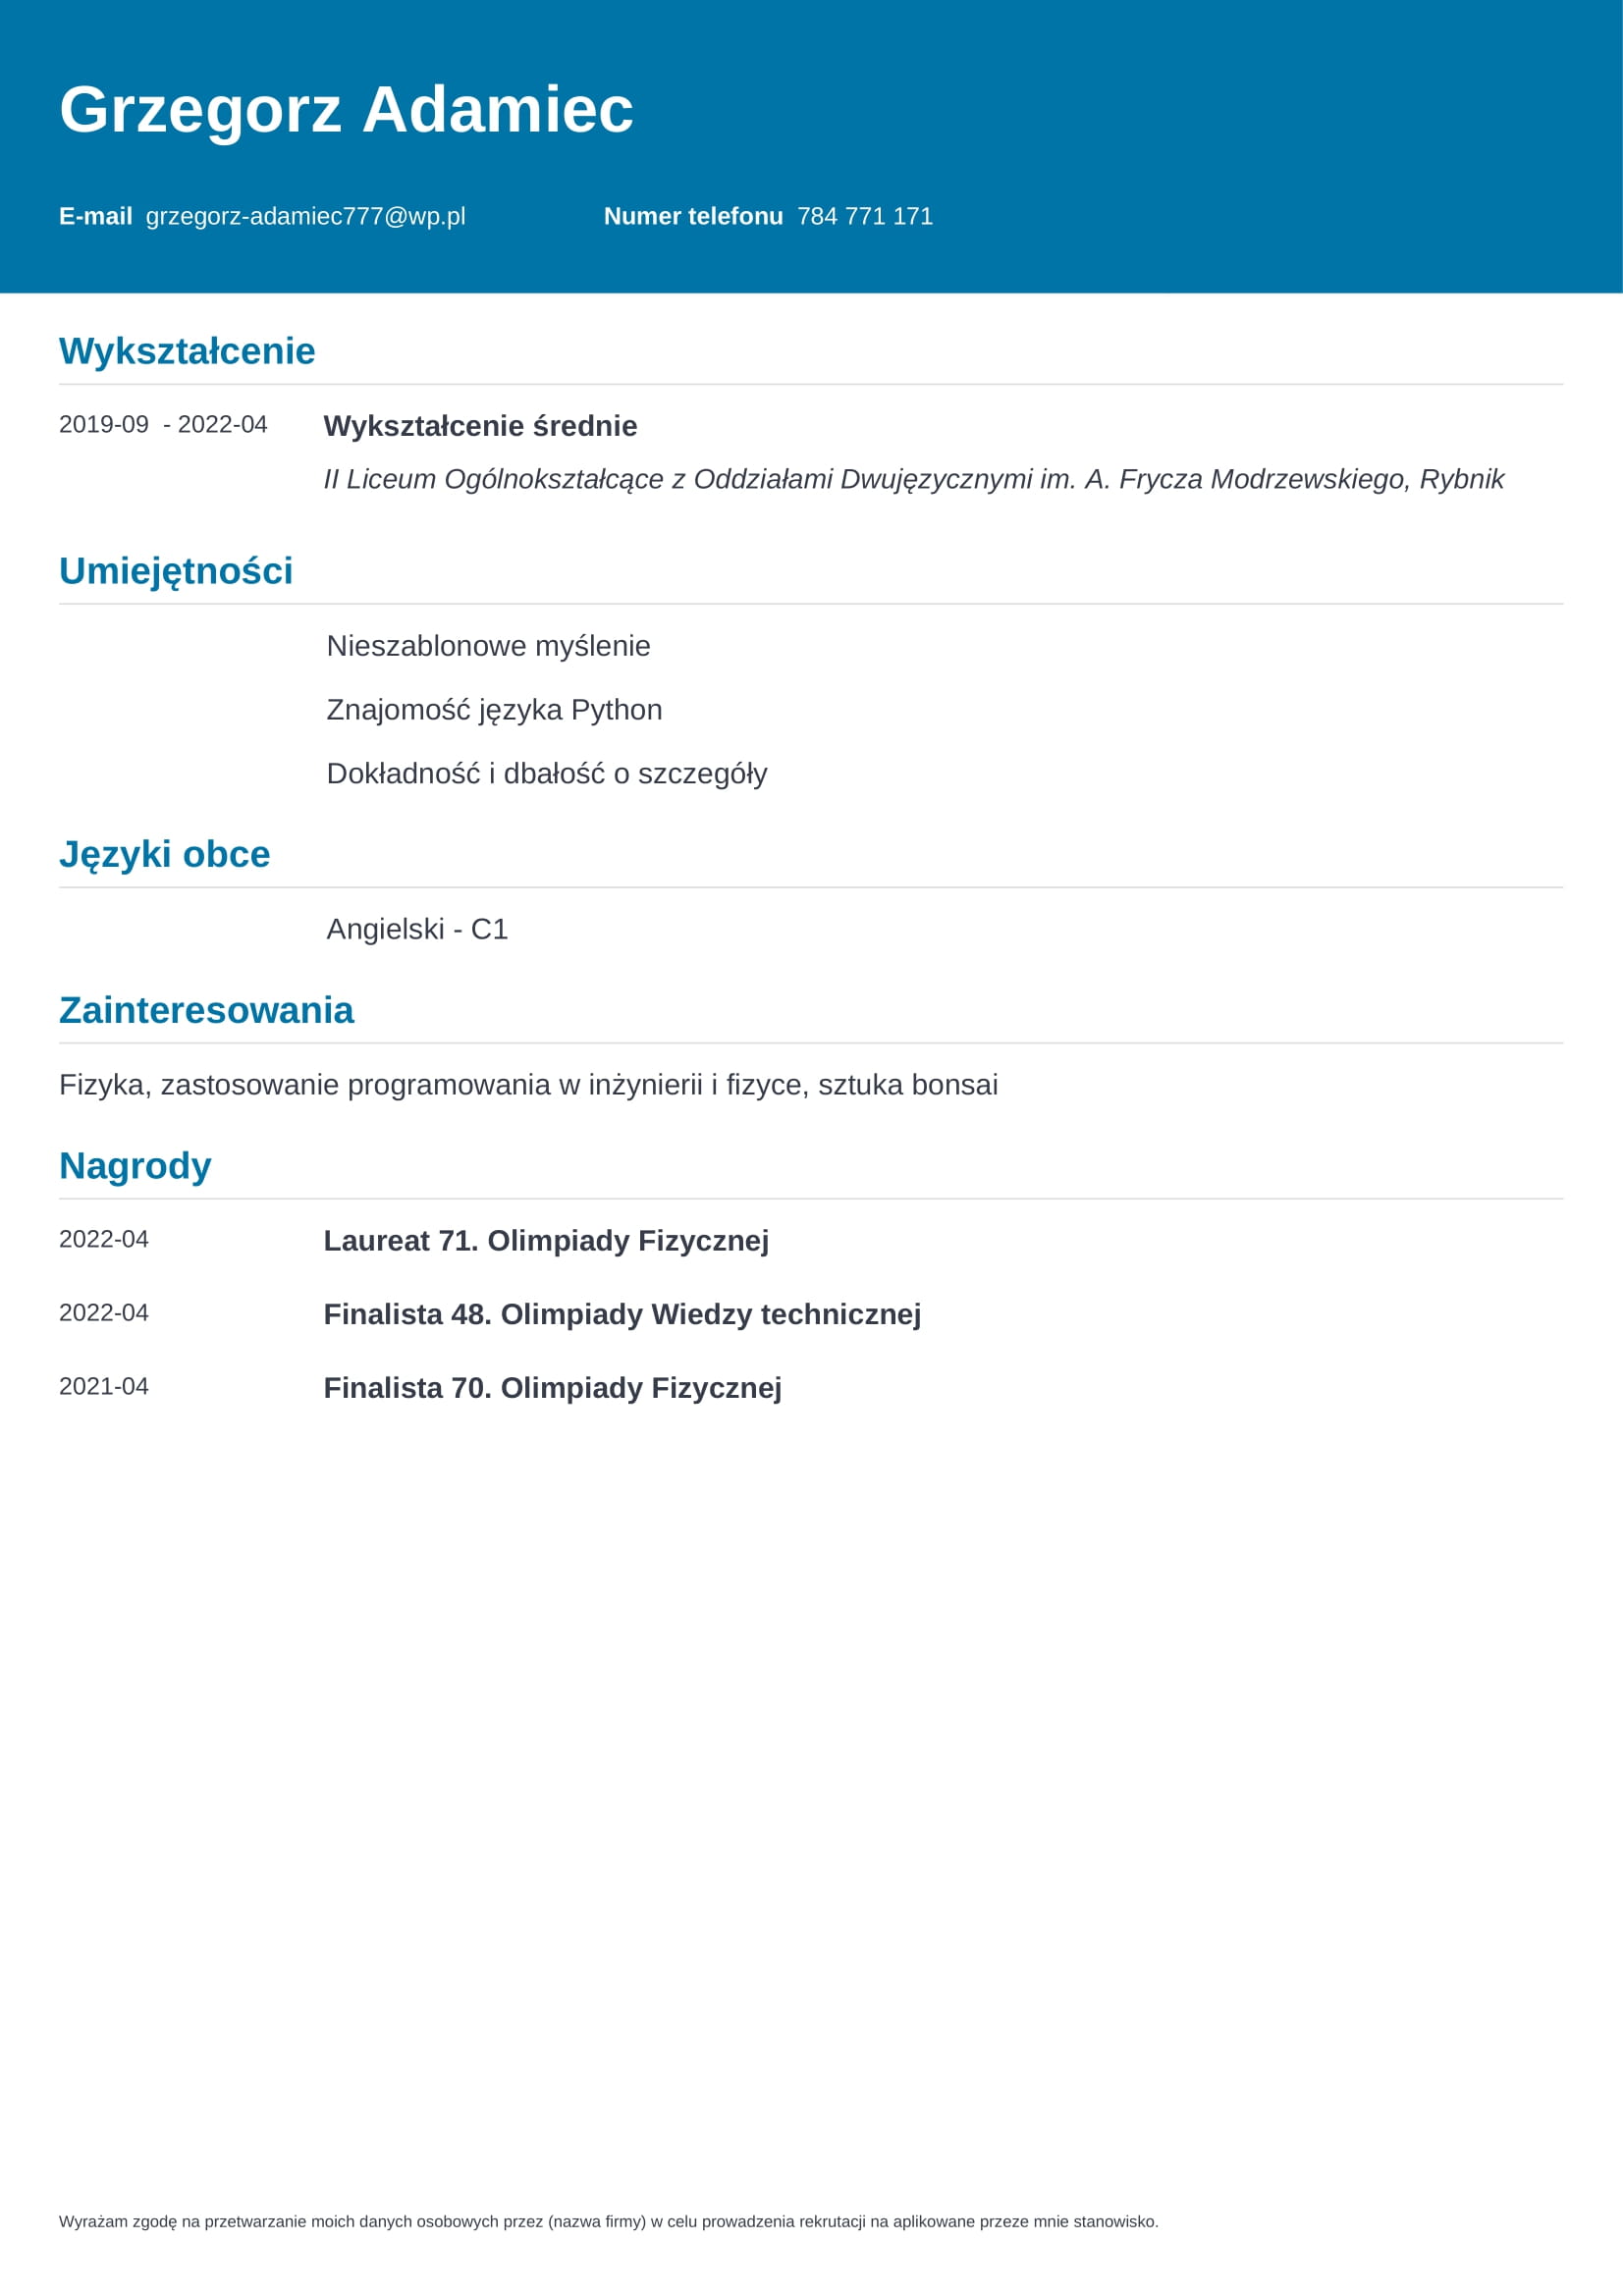 Grzegorz Adamiec
E-mail grzegorz-adamiec777@wp.pl Numer telefonu 784 771 171
Wykształcenie
2019-09 - 2022-04 Wykształcenie średnie
II Liceum Ogólnokształcące z Oddziałami Dwujęzycznymi im. A. Frycza Modrzewskiego, Rybnik
Umiejętności
Nieszablonowe myślenie
Znajomość języka Python
Dokładność i dbałość o szczegóły
Języki obce
Angielski - C1
Zainteresowania
Fizyka, zastosowanie programowania w inżynierii i fizyce, sztuka bonsai
Nagrody
2022-04 Laureat 71. Olimpiady Fizycznej
2022-04 Finalista 48. Olimpiady Wiedzy technicznej
2021-04 Finalista 70. Olimpiady Fizycznej
Wyrażam zgodę na przetwarzanie moich danych osobowych przez (nazwa firmy) w celu prowadzenia rekrutacji na aplikowane przeze mnie stanowisko.